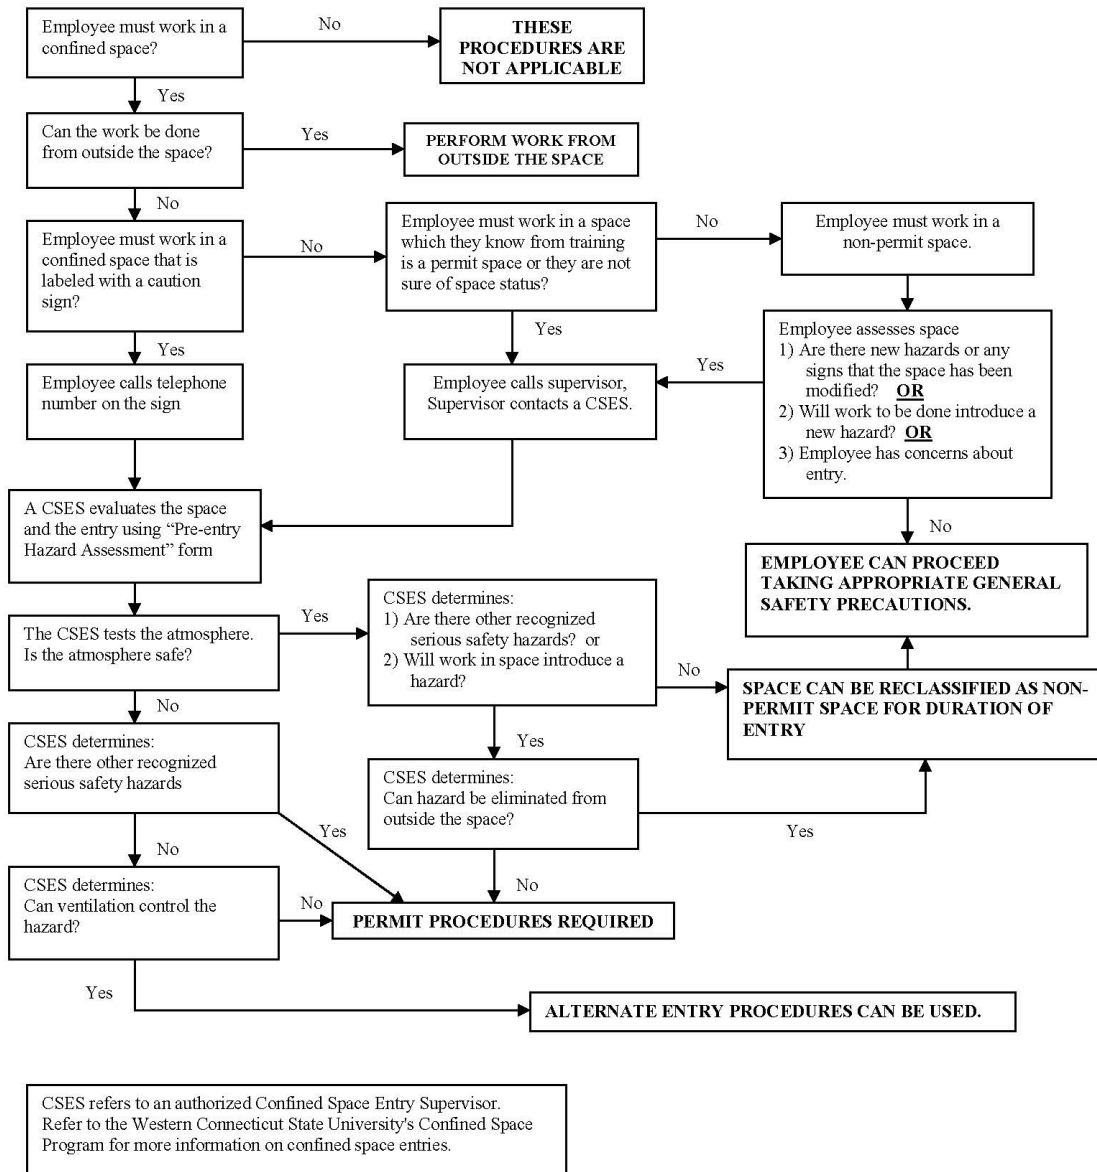 Employee must work in a
confined space?
No
THESE
PROCEDURES ARE
NOT APPLICABLE
Yes
Can the work be done
from outside the space?
Yes
PERFORM WORK FROM
OUTSIDE THE SPACE
No
Employee must work in a
confined space that is
labeled with a caution
sign?
No
Employee must work in a space
which they know from training
is a permit space or they are not
sure of space status?
No
Employee must work in a
non-permit space.
Yes
Employee calls telephone
number on the sign
Yes
Employee calls supervisor,
Supervisor contacts a CSES.
Yes
Employee assesses space
1) Are there new hazards or any
signs that the space has been
modified? OR
2) Will work to be done introduce a
new hazard? OR
3) Employee has concerns about
entry.
A CSES evaluates the space
and the entry using “Pre-entry
Hazard Assessment” form
No
EMPLOYEE CAN PROCEED
TAKING APPROPRIATE GENERAL
SAFETY PRECAUTIONS.
The CSES tests the atmosphere.
Is the atmosphere safe?
Yes
CSES determines:
1) Are there other recognized
serious safety hazards? or
2) Will work in space introduce a
hazard?
No
SPACE CAN BE RECLASSIFIED AS NON-
PERMIT SPACE FOR DURATION OF
ENTRY
No
CSES determines:
Are there other recognized
serious safety hazards
Yes
Yes
CSES determines:
Can hazard be eliminated from
outside the space?
Yes
No
CSES determines:
Can ventilation control the
hazard?
No
No
PERMIT PROCEDURES REQUIRED
Yes
ALTERNATE ENTRY PROCEDURES CAN BE USED.
CSES refers to an authorized Confined Space Entry Supervisor.
Refer to the Western Connecticut State University's Confined Space
Program for more information on confined space entries.